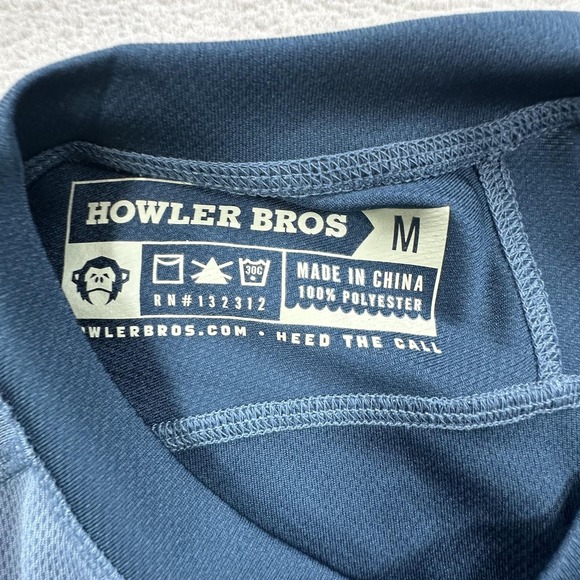 HOWLER BROS M
30C
RN#132312
MADE IN CHINA
100% POLYESTER
WLERBROS.COM • HEED THE CALL